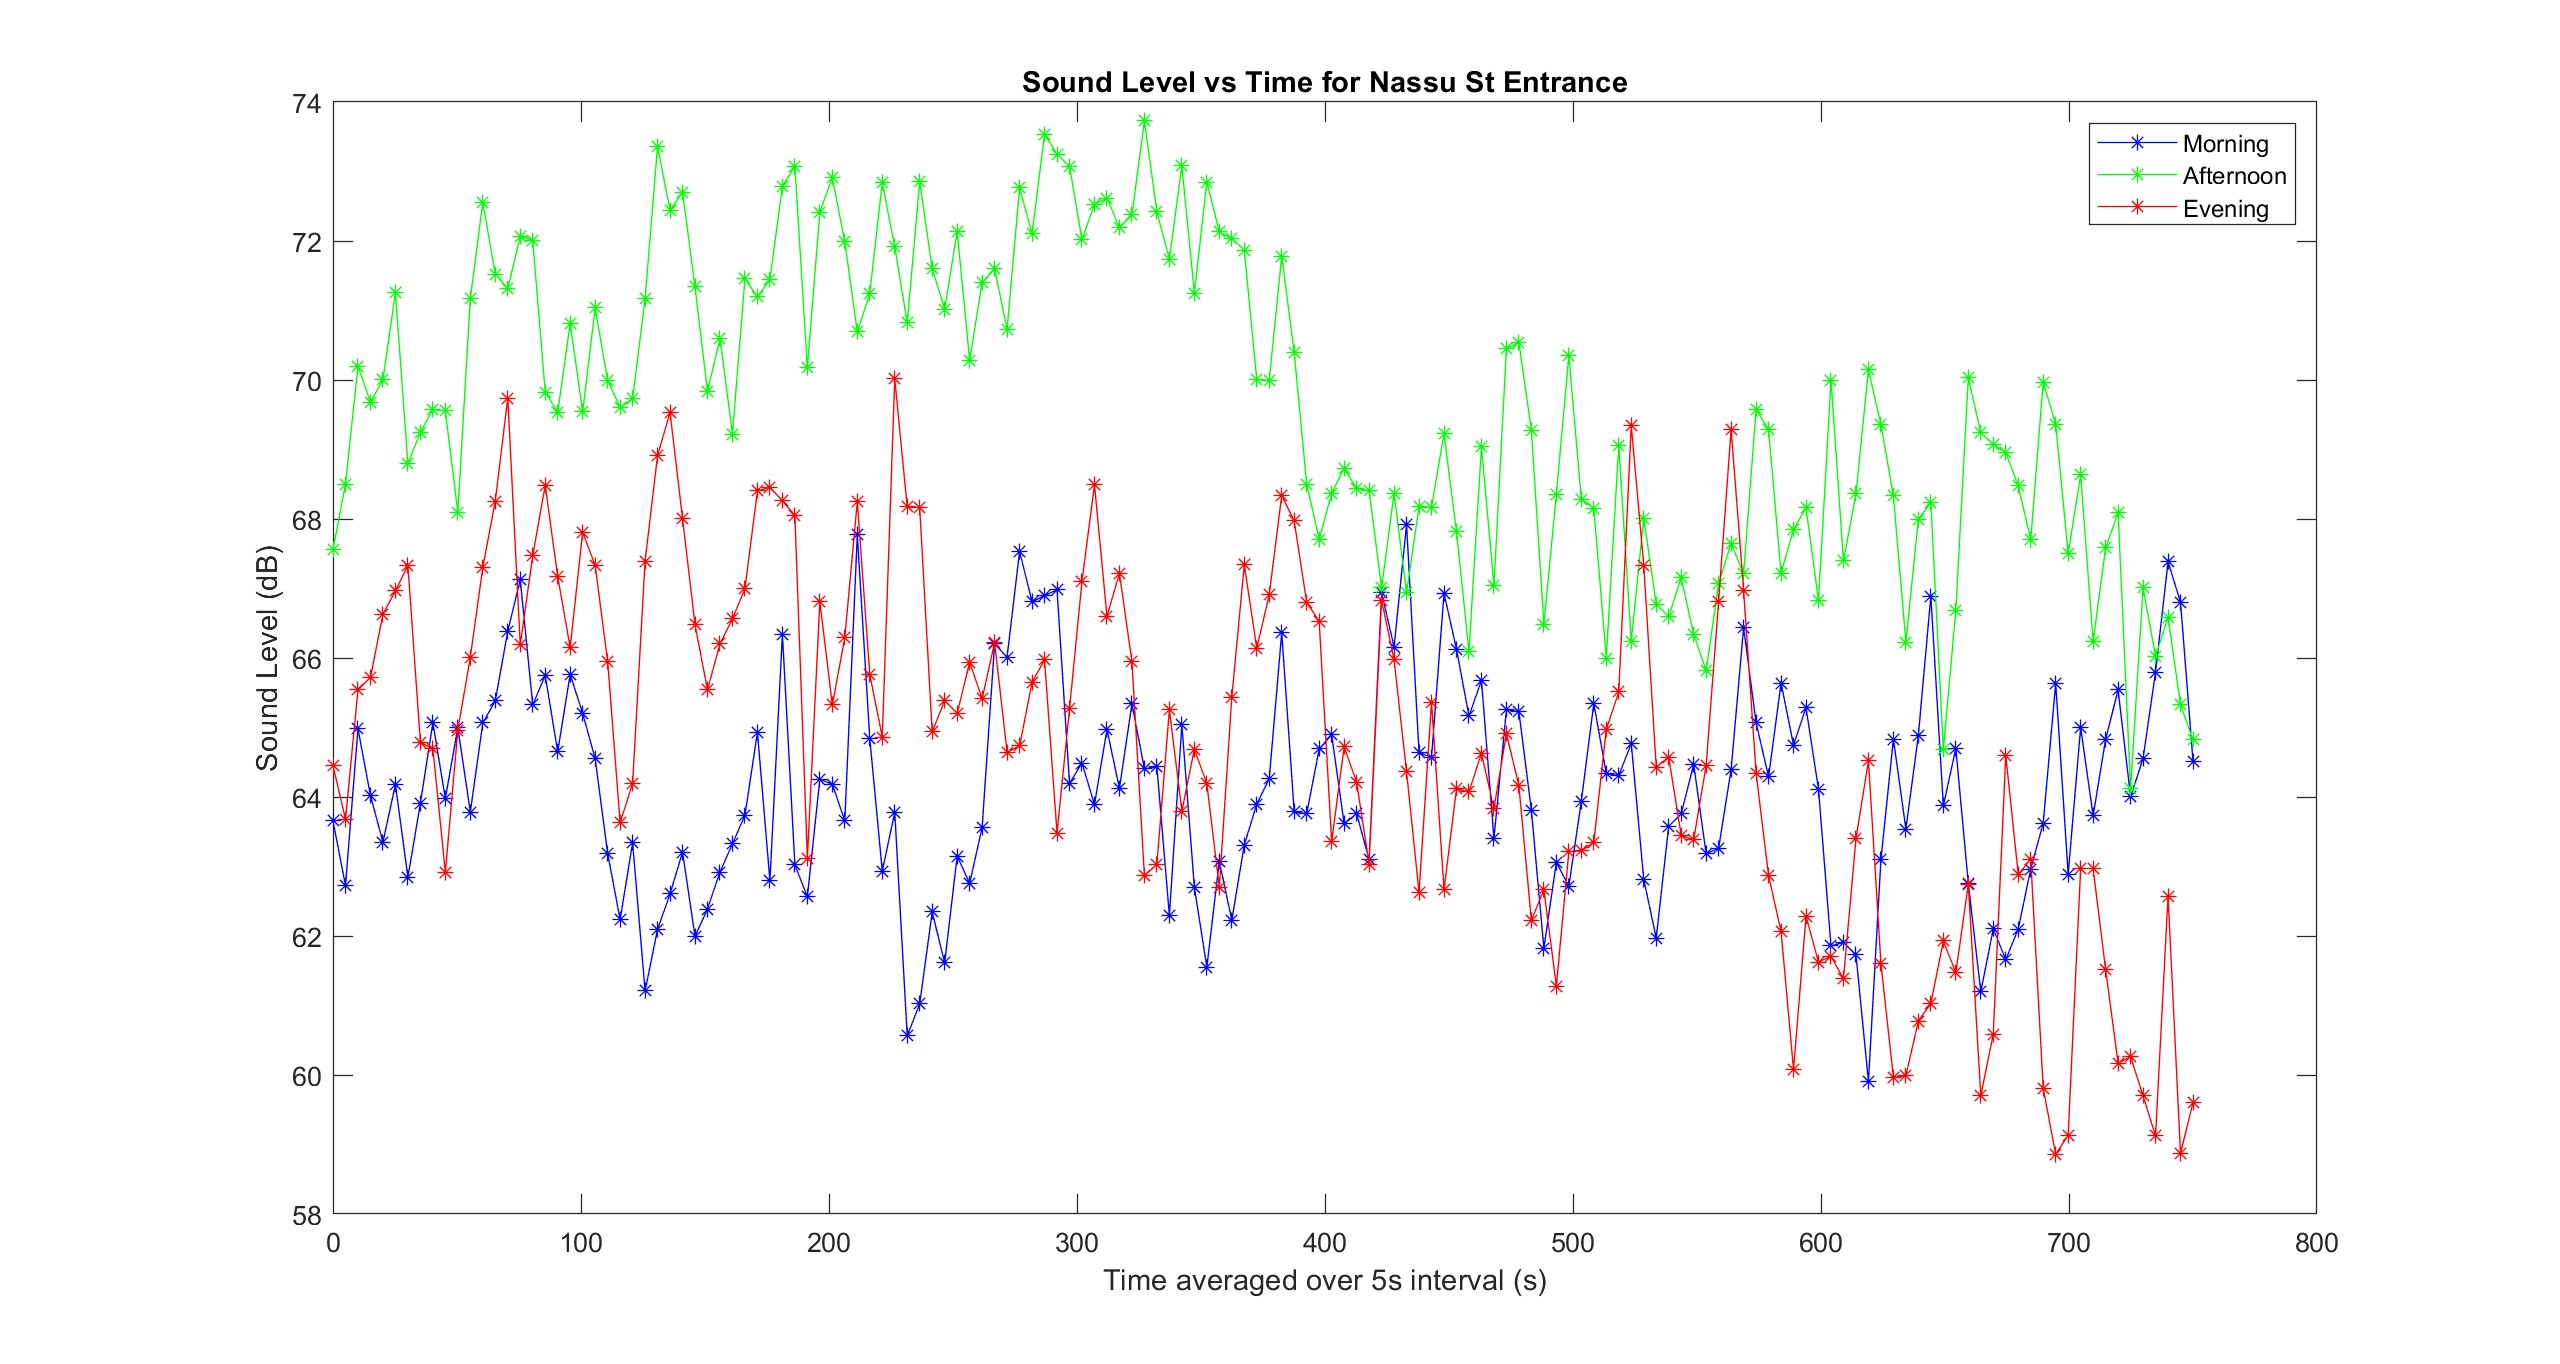 Sound Level vs Time for Nassu St Entrance
74
72
70
68
66
64
62
60
58
Sound Level (dB)
Morning
Afternoon
Evening
0 100 200 300 400 500 600 700 800
Time averaged over 5s interval (s)